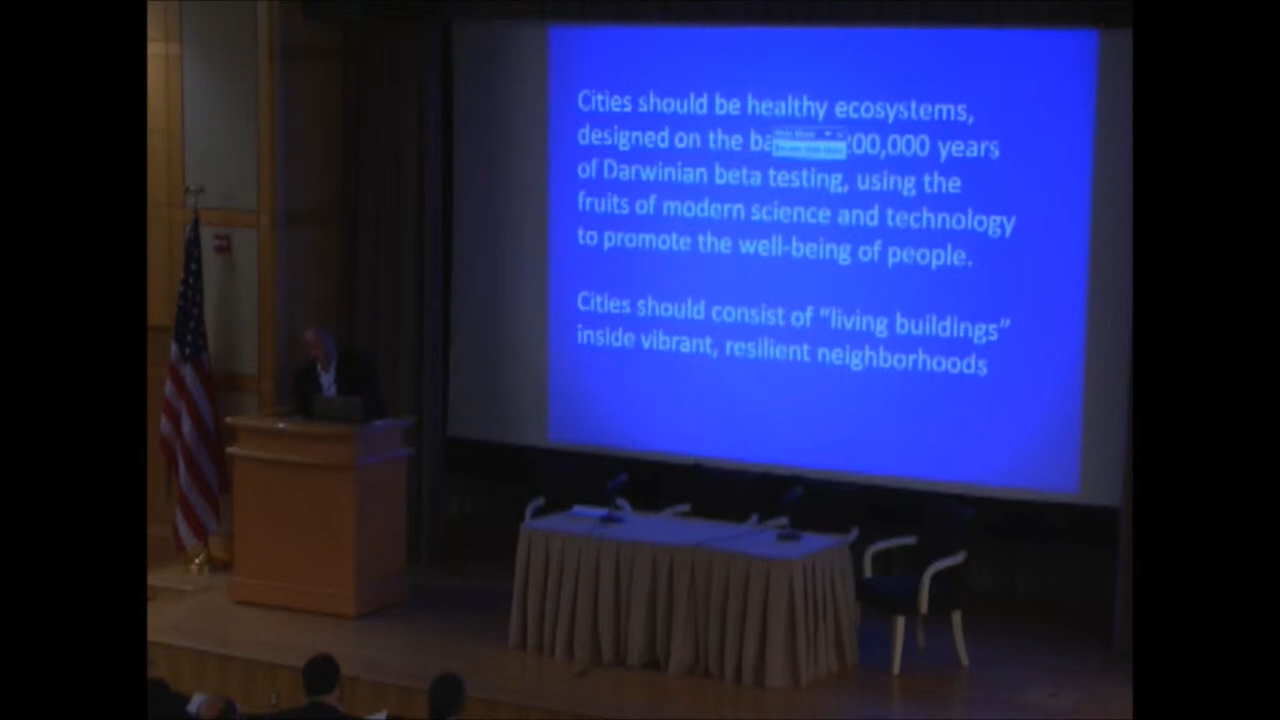 Cities should be healthy ecosystems,
designed on the ba 200,000 years
of Darwinian beta testing, using the
fruits of modern science and technology
to promote the well-being of people.
Cities should consist of “living buildings”
inside vibrant, resilient neighborhoods